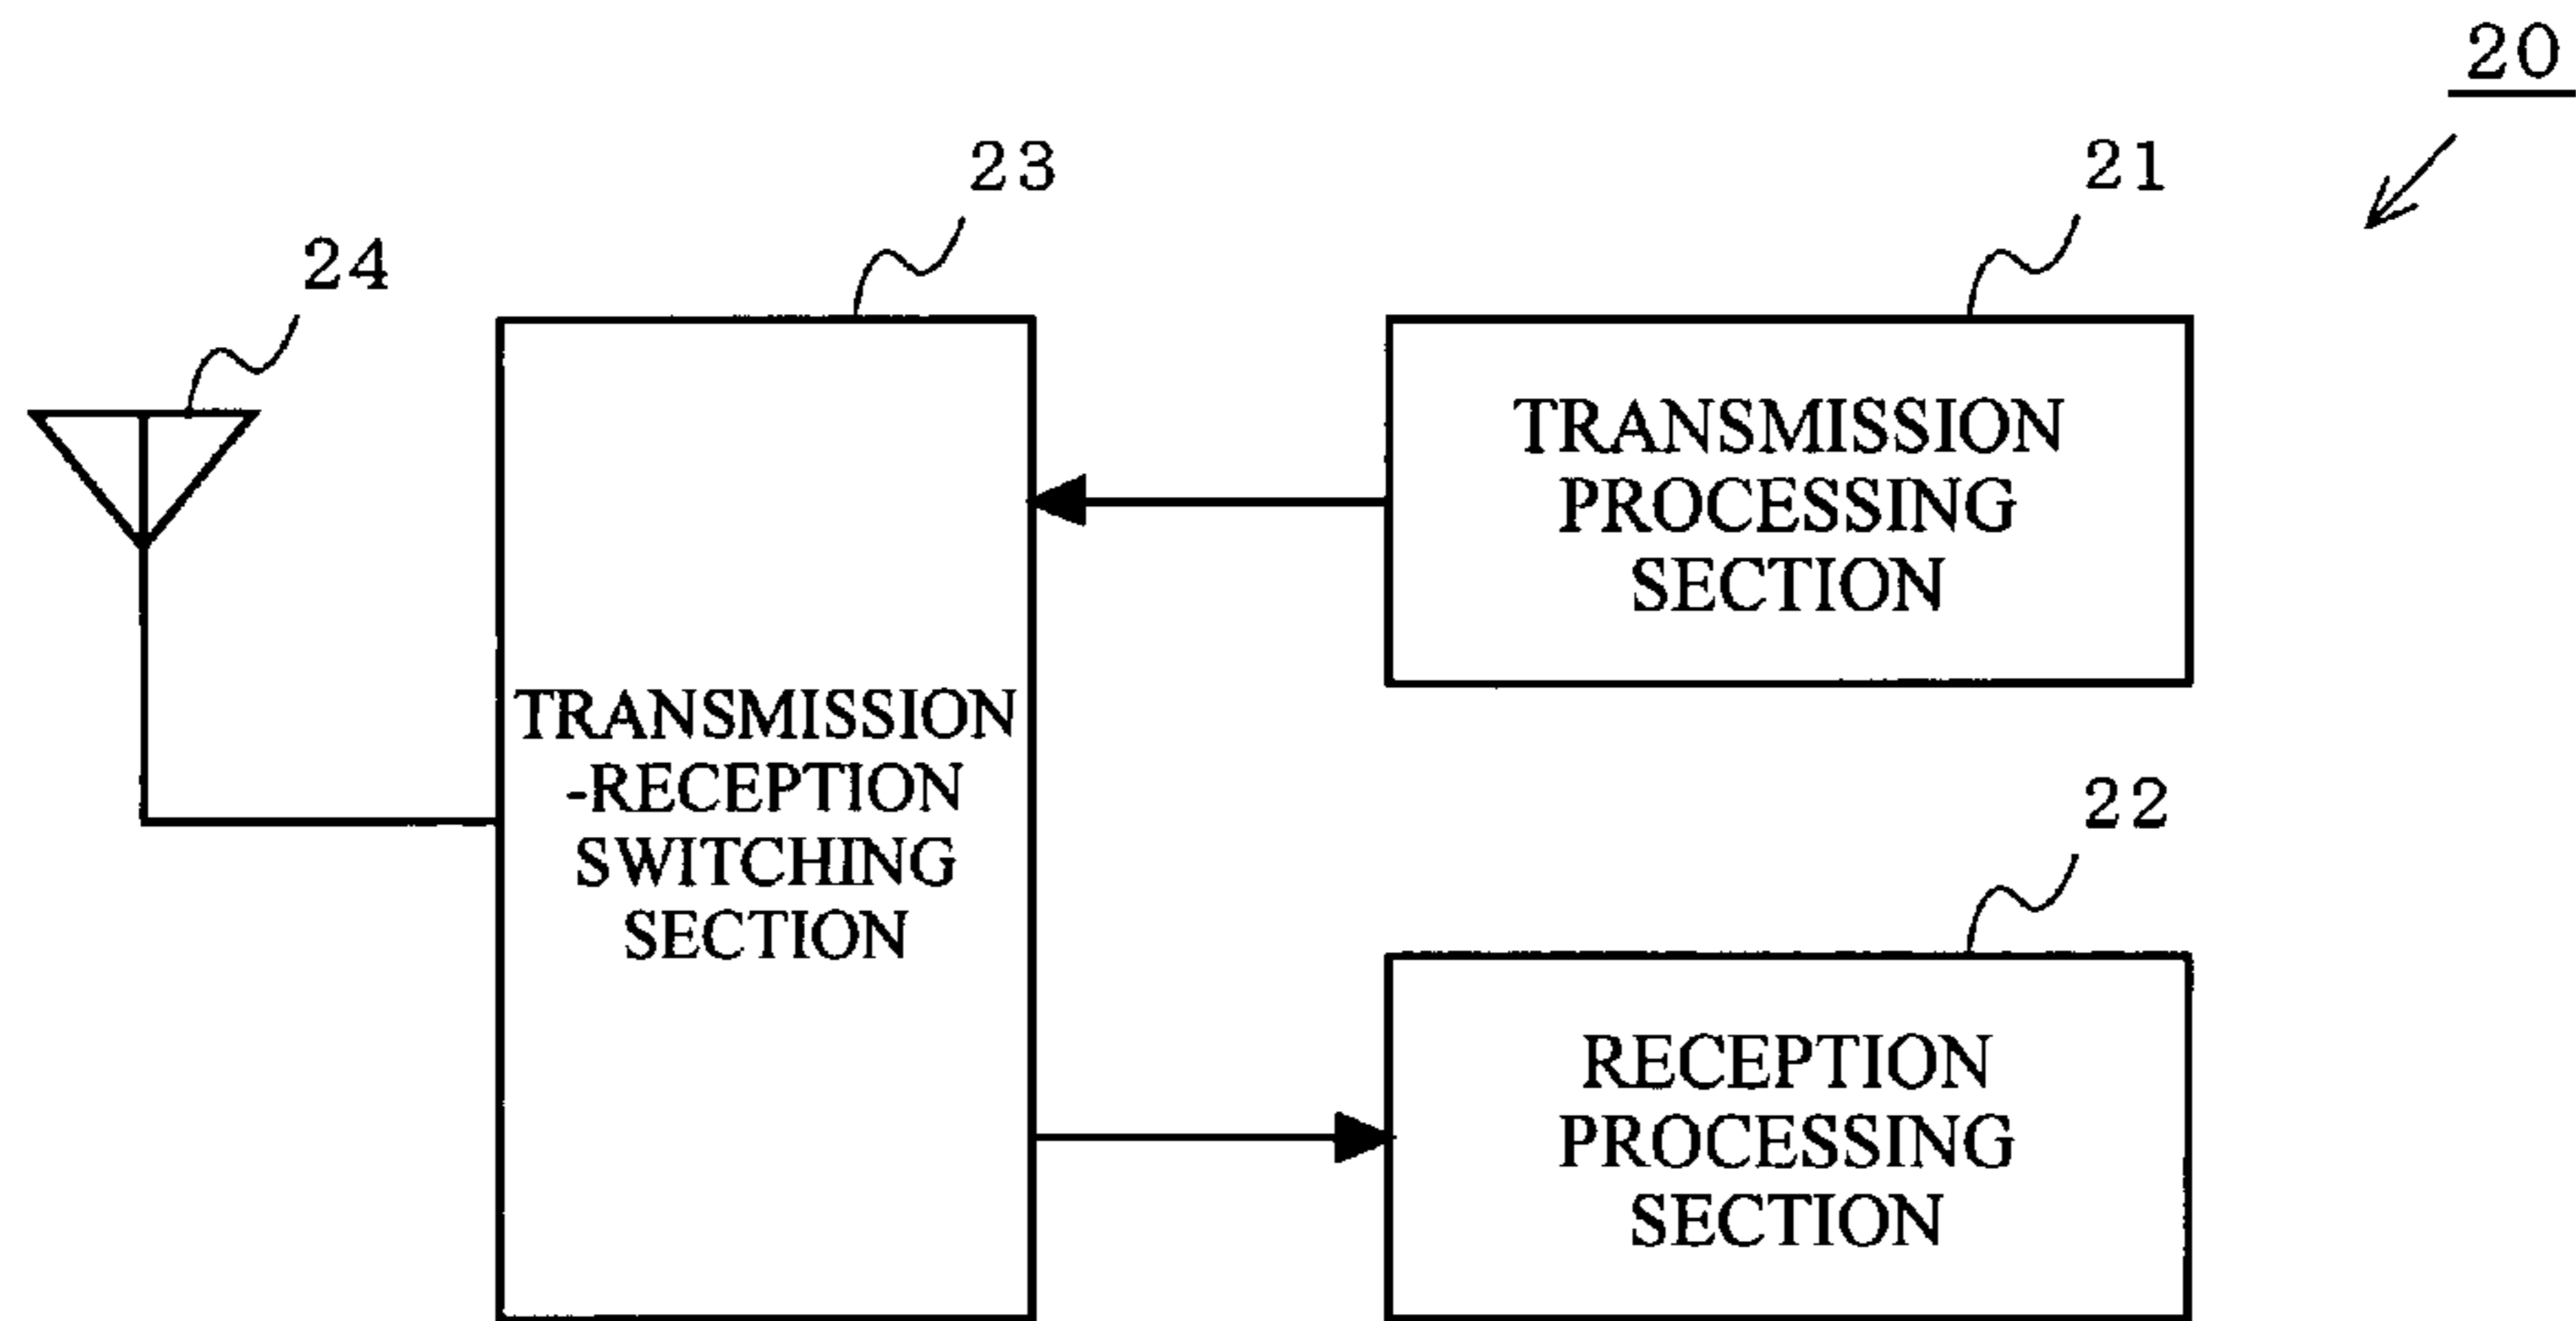 20
23
21
24
TRANSMISSION
PROCESSING
SECTION
TRANSMISSION
-RECEPTION
SWITCHING
SECTION
22
RECEPTION
PROCESSING
SECTION